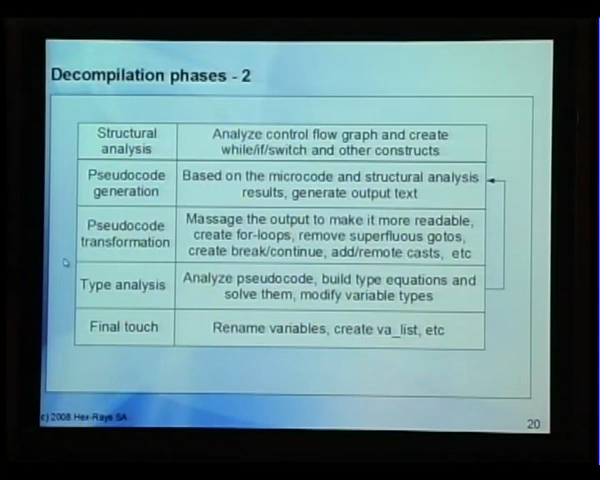 Decompilation phases - 2
Structural
analysis
Analyze control flow graph and create
while/if/switch and other constructs
Pseudocode
generation
Based on the microcode and structural analysis
results, generate output text
Pseudocode
transformation
Massage the output to make it more readable,
create for-loops, remove superfluous gotos,
create break/continue, add/remote casts, etc
Type analysis
Analyze pseudocode, build type equations and
solve them, modify variable types
Final touch
Rename variables, create va_list, etc
c) 2008 Hex-Rays SA
20